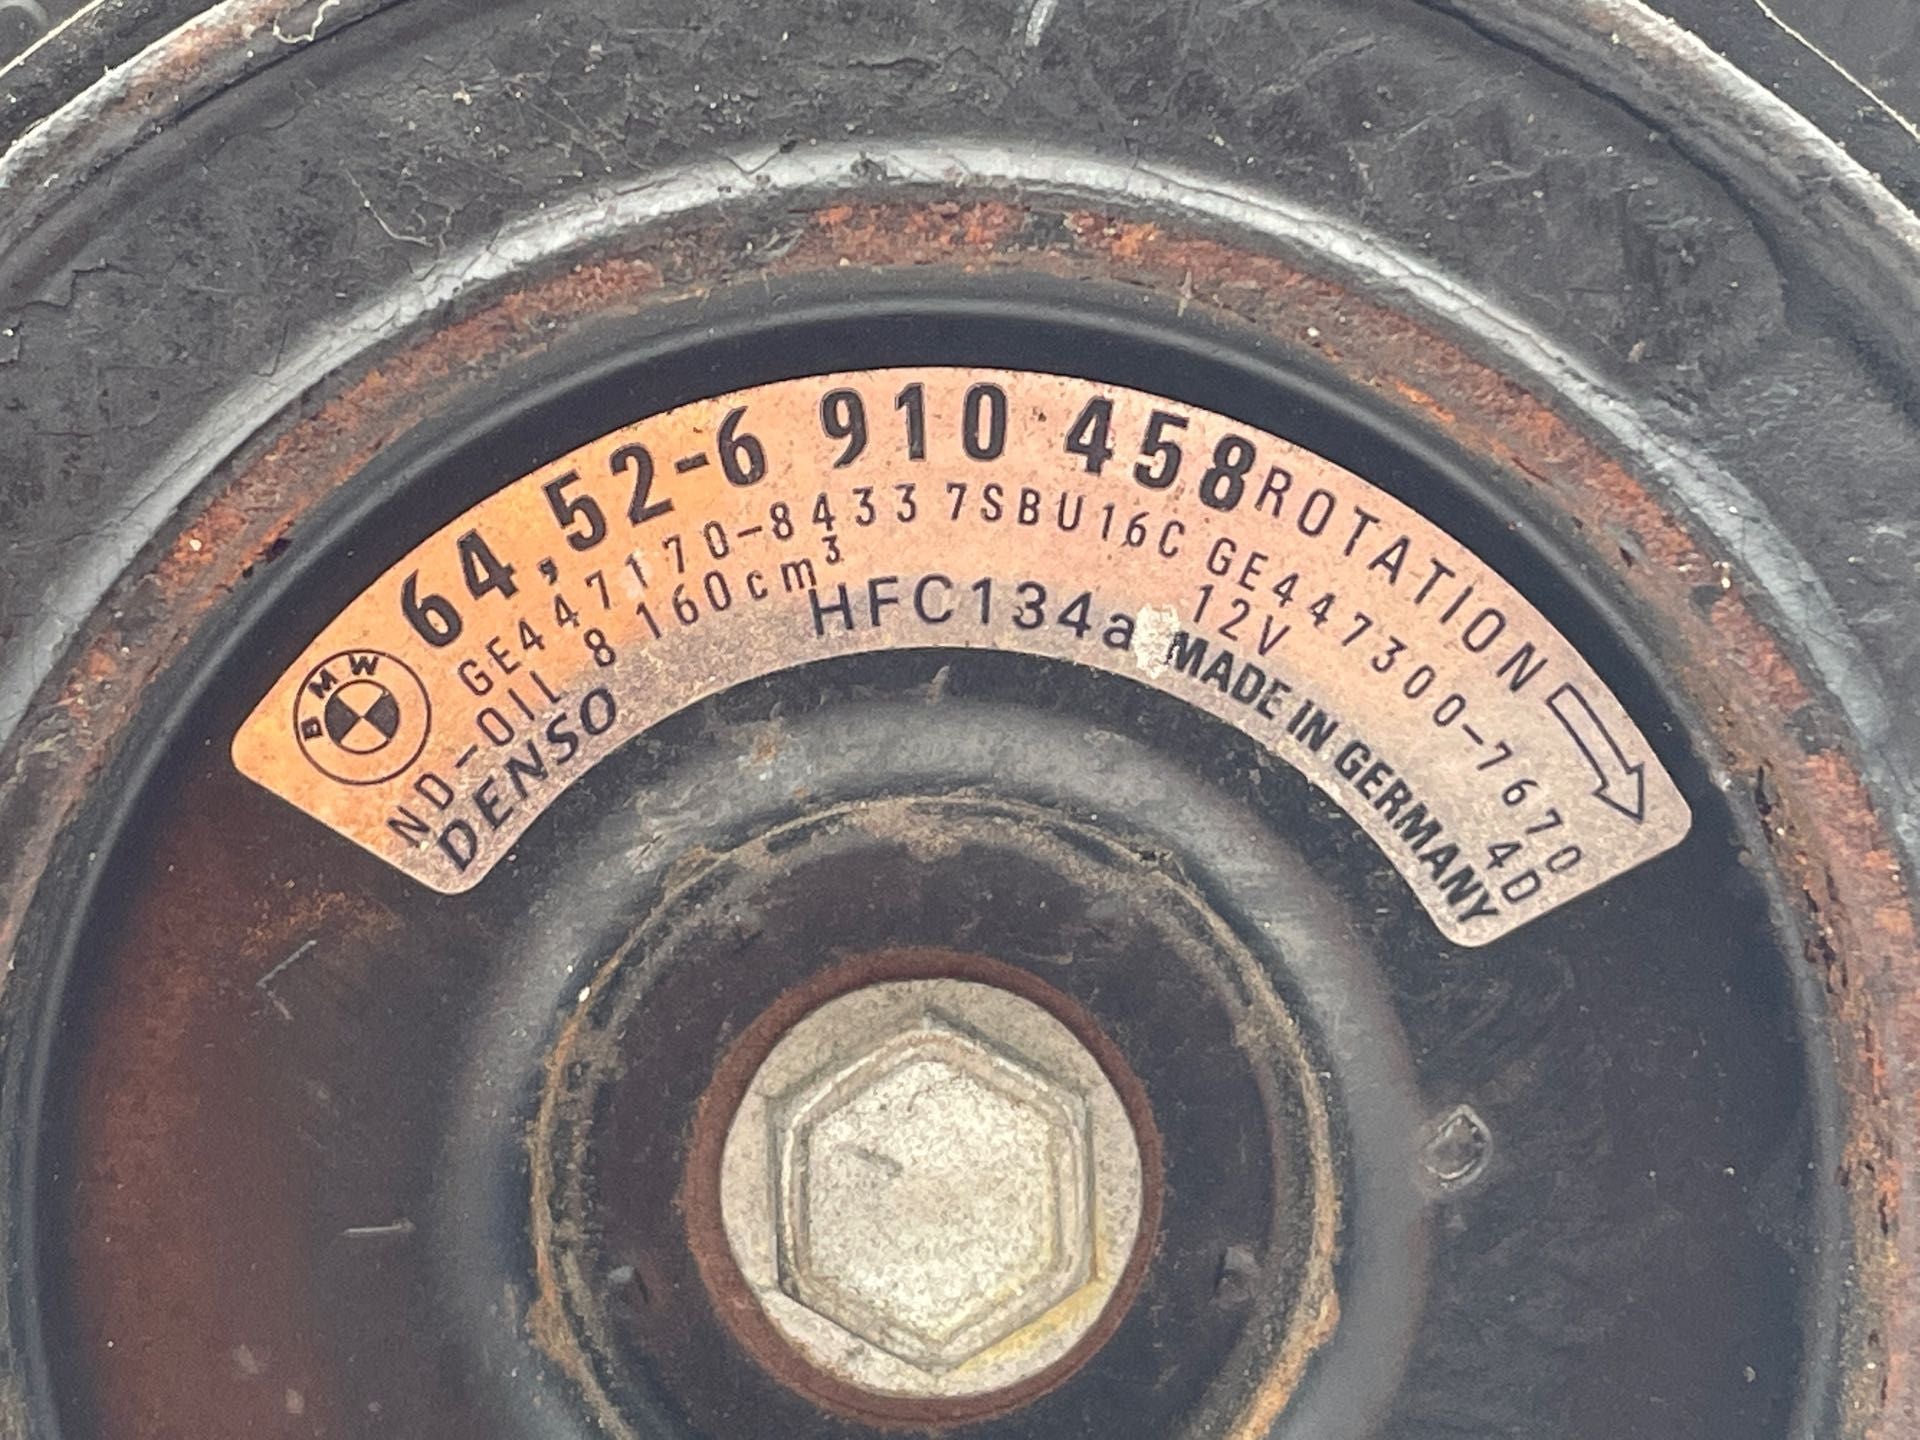 BMW
64,52-6 910 458 ROTATION
GE447170-8433 7SBU16C GE447300-7670
ND-OIL 8 160cm³ 12V 4D
DENSO HFC134a MADE IN GERMANY